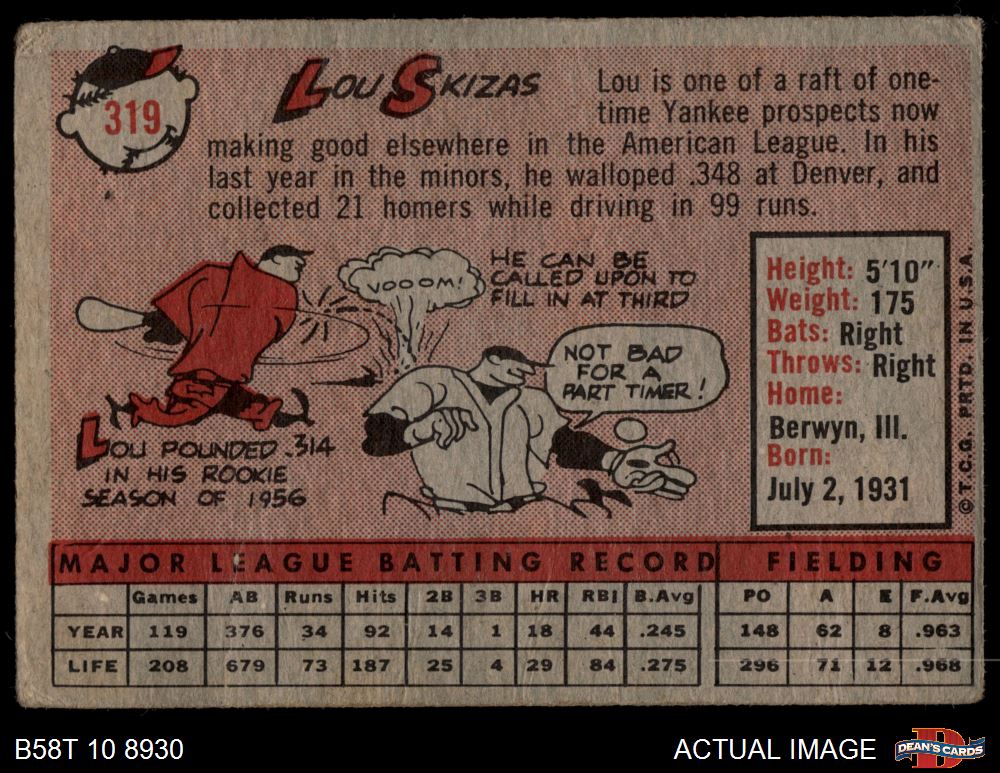 319
LOU SKIZAS
Lou is one of a raft of one-
time Yankee prospects now
making good elsewhere in the American League. In his
last year in the minors, he walloped .348 at Denver, and
collected 21 homers while driving in 99 runs.
VOOOM!
HE CAN BE
CALLED UPON TO
FILL IN AT THIRD
NOT BAD
FOR A
PART TIMER!
LOU POUNDED .314
IN HIS ROOKIE
SEASON OF 1956
Height: 5'10"
Weight: 175
Bats: Right
Throws: Right
Home:
Berwyn, Ill.
Born:
July 2, 1931
© T.C.G. PRTD. IN U.S.A.
MAJOR LEAGUE BATTING RECORD FIELDING
Games AB Runs Hits 2B 3B HR RBI B.Avg PO A E F.Avg
YEAR 119 376 34 92 14 1 18 44 .245 148 62 8 .963
LIFE 208 679 73 187 25 4 29 84 .275 296 71 12 .968
B58T 10 8930
ACTUAL IMAGE
DEAN'S CARDS